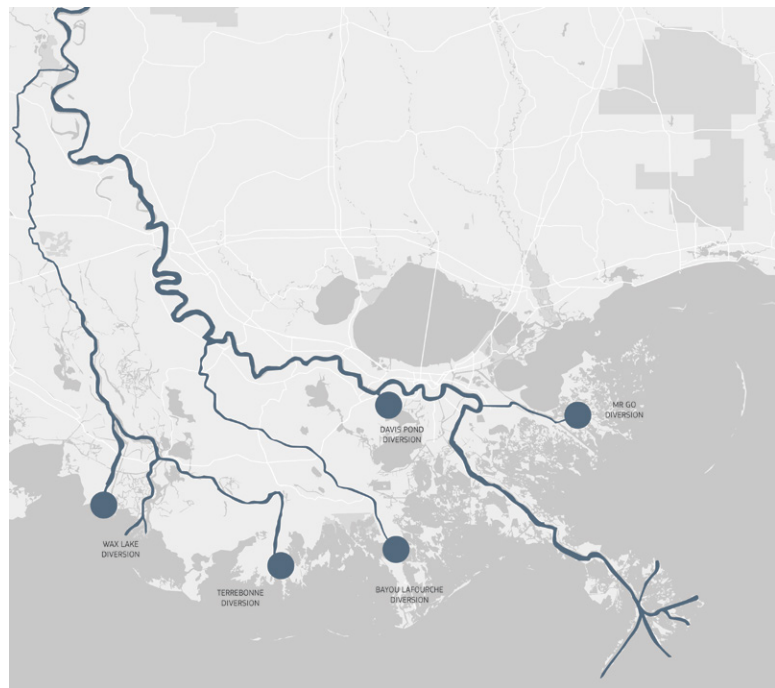 MR GO
DIVERSION
DAVIS POND
DIVERSION
WAX LAKE
DIVERSION
TERREBONNE
DIVERSION
BAYOU LAFOURCHE
DIVERSION